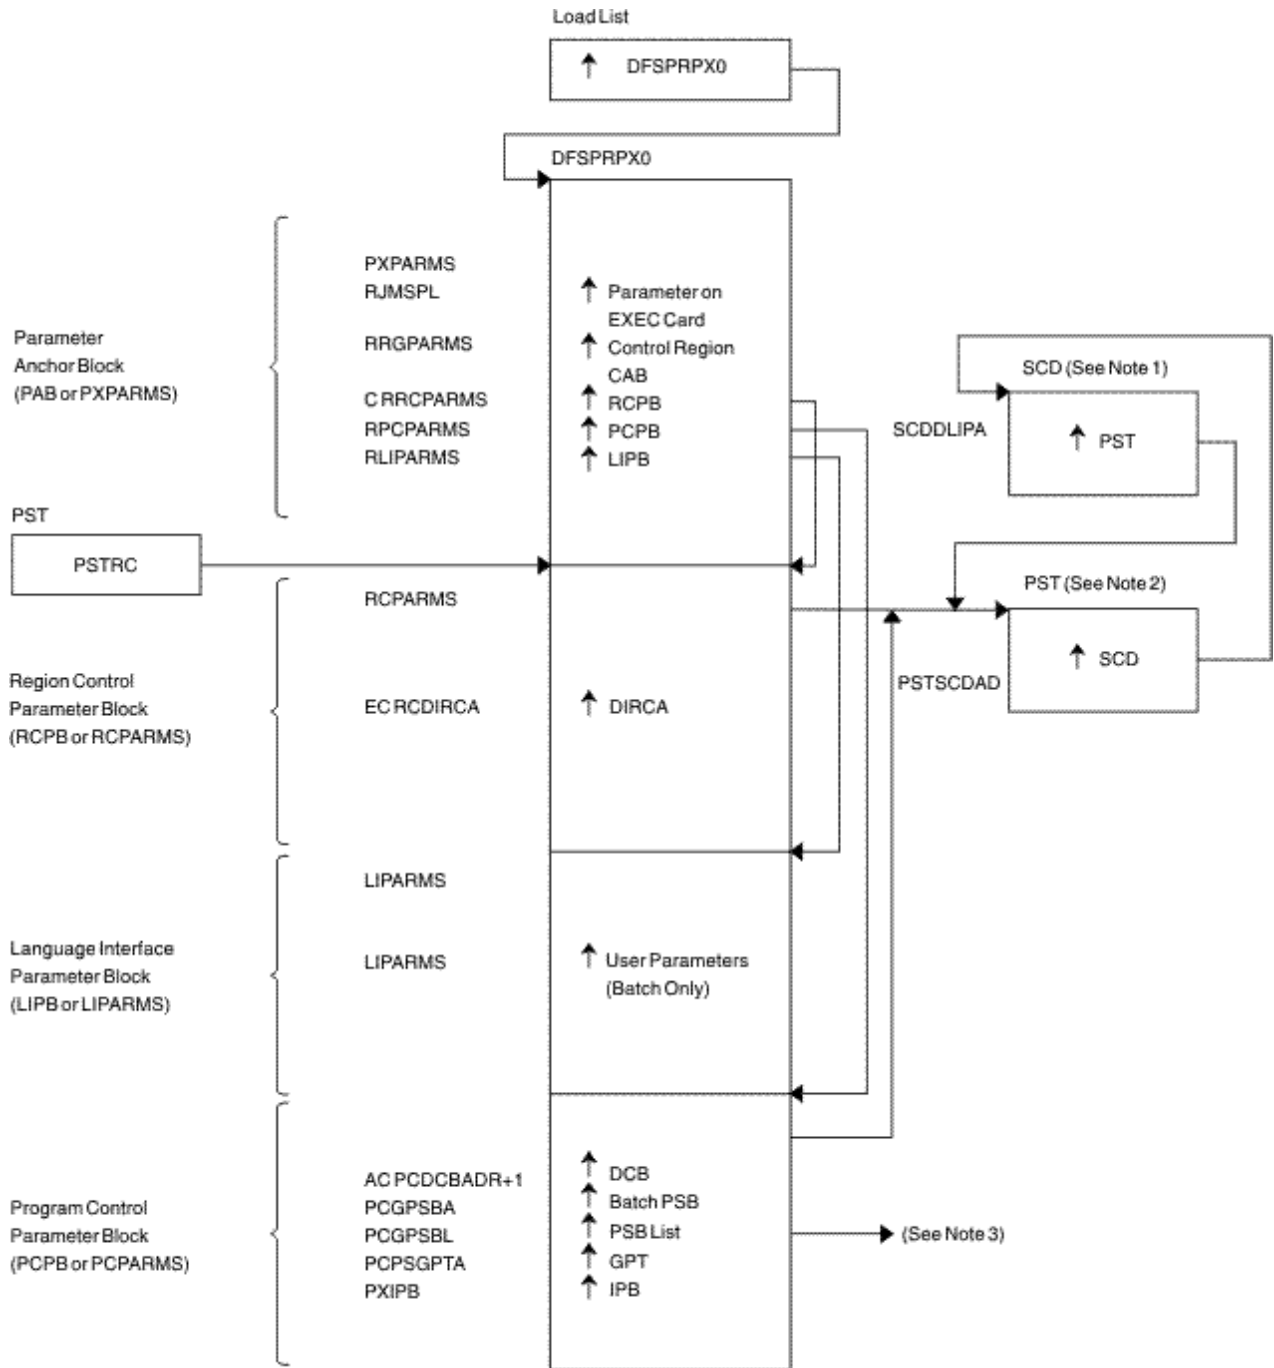 Load List
DFSPRPX0
DFSPRPX0
PXPARMS
RJMSPL
Parameter on
EXEC Card
RRGPARMS
Control Region
CAB
C RRCPARMS
RCPB
RPCPARMS
PCPB
RLIPARMS
LIPB
Parameter
Anchor Block
(PAB or PXPARMS)
SCD (See Note 1)
SCDDLIPA
PST
PST
PSTRC
PST (See Note 2)
SCD
PSTSCDAD
RCPARMS
Region Control
Parameter Block
(RCPB or RCPARMS)
EC RCDIRCA
DIRCA
LIPARMS
Language Interface
Parameter Block
(LIPB or LIPARMS)
LIPARMS
User Parameters
(Batch Only)
Program Control
Parameter Block
(PCPB or PCPARMS)
AC PCDCBADR+1
DCB
PCGPSBA
Batch PSB
PCGPSBL
PSB List
PCPSGPTA
GPT
PXIPB
IPB
(See Note 3)